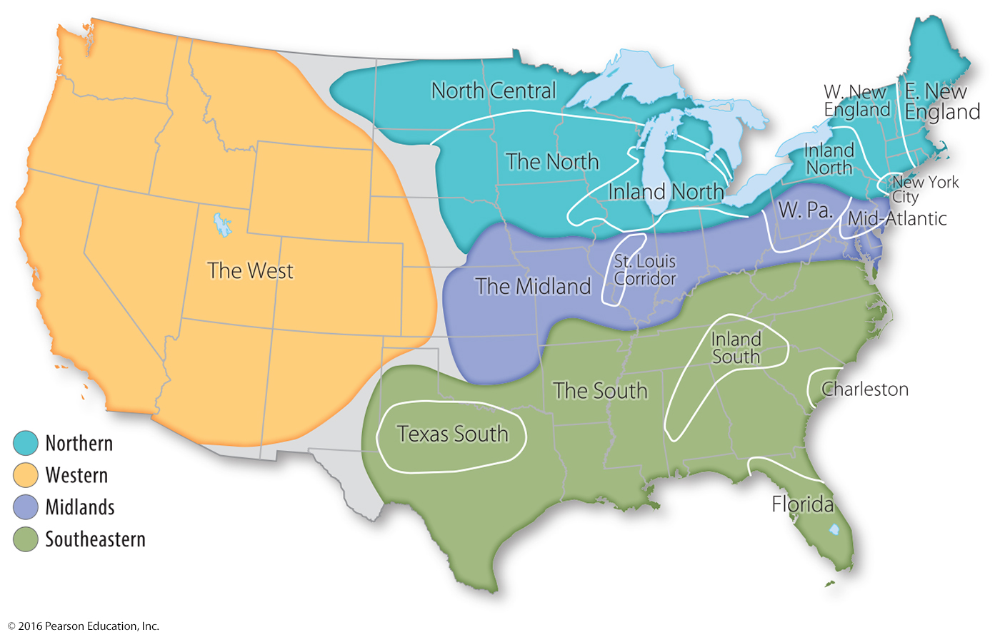 North Central
W. New
England
E. New
England
The North
Inland
North
Inland North
New York
City
W. Pa.
Mid-Atlantic
The West
St. Louis
Corridor
The Midland
Inland
South
The South
Charleston
Texas South
Florida
Northern
Western
Midlands
Southeastern
© 2016 Pearson Education, Inc.